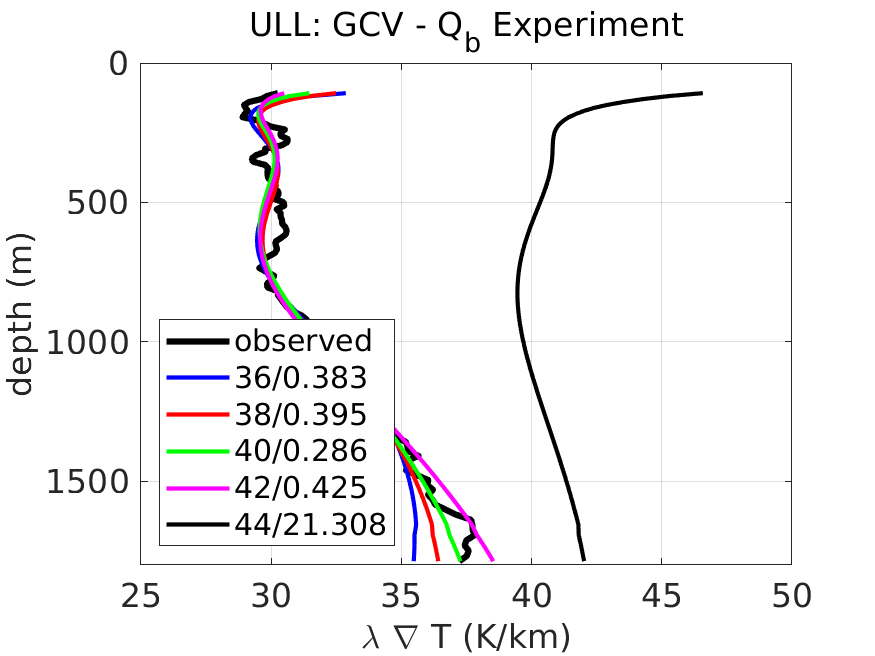 ULL: GCV - Q_b Experiment
0
500
1000
1500
depth (m)
observed
36/0.383
38/0.395
40/0.286
42/0.425
44/21.308
25 30 35 40 45 50
λ ∇ T (K/km)